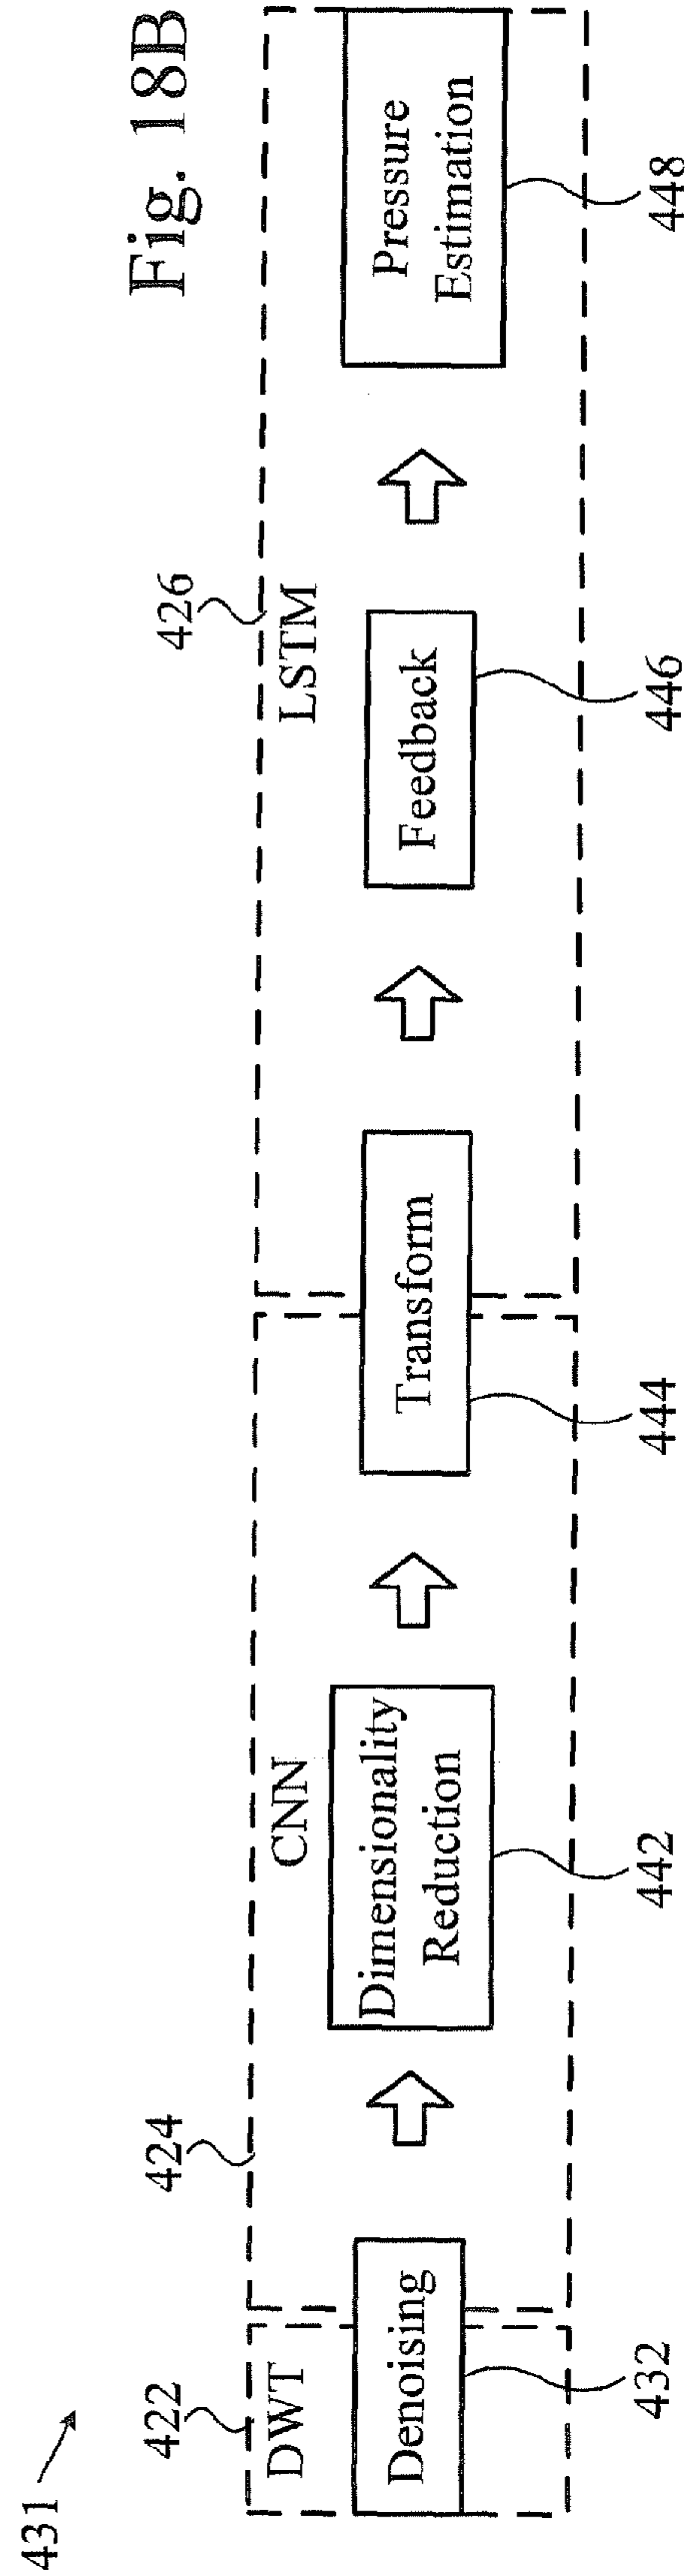 Fig. 18B
431
422
424
426
DWT
CNN
LSTM
Denoising
Dimensionality
Reduction
Transform
Feedback
Pressure
Estimation
432
442
444
446
448